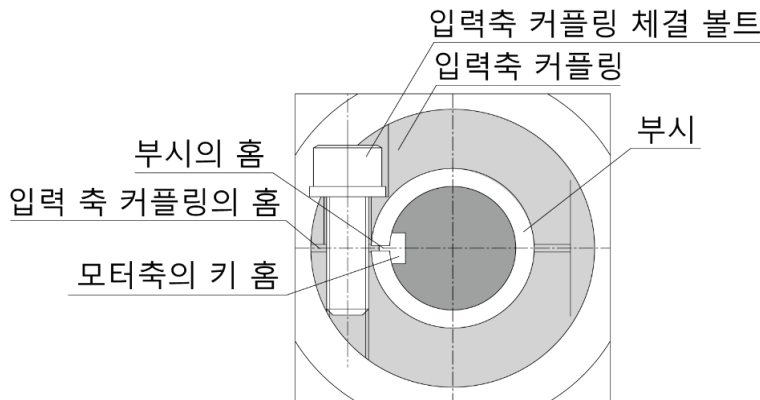 입력축 커플링 체결 볼트
입력축 커플링
부시
부시의 홈
입력 축 커플링의 홈
모터축의 키 홈